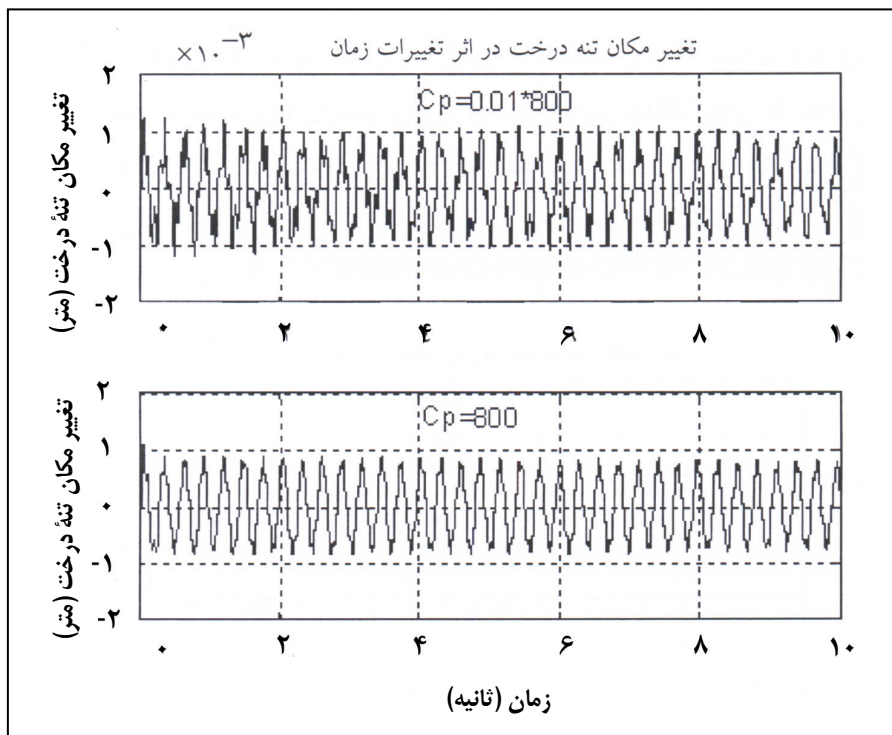 تغییر مکان تنه درخت در اثر تغییرات زمان
×۱۰⁻³
تغییر مکان تنهٔ درخت (متر)
۲
۱
۰
-۱
-۲
Cp=0.01*800
۰ ۲ ۴ ۶ ۸ ۱۰
تغییر مکان تنهٔ درخت (متر)
۲
۱
۰
-۱
-۲
Cp=800
۰ ۲ ۴ ۶ ۸ ۱۰
زمان (ثانیه)